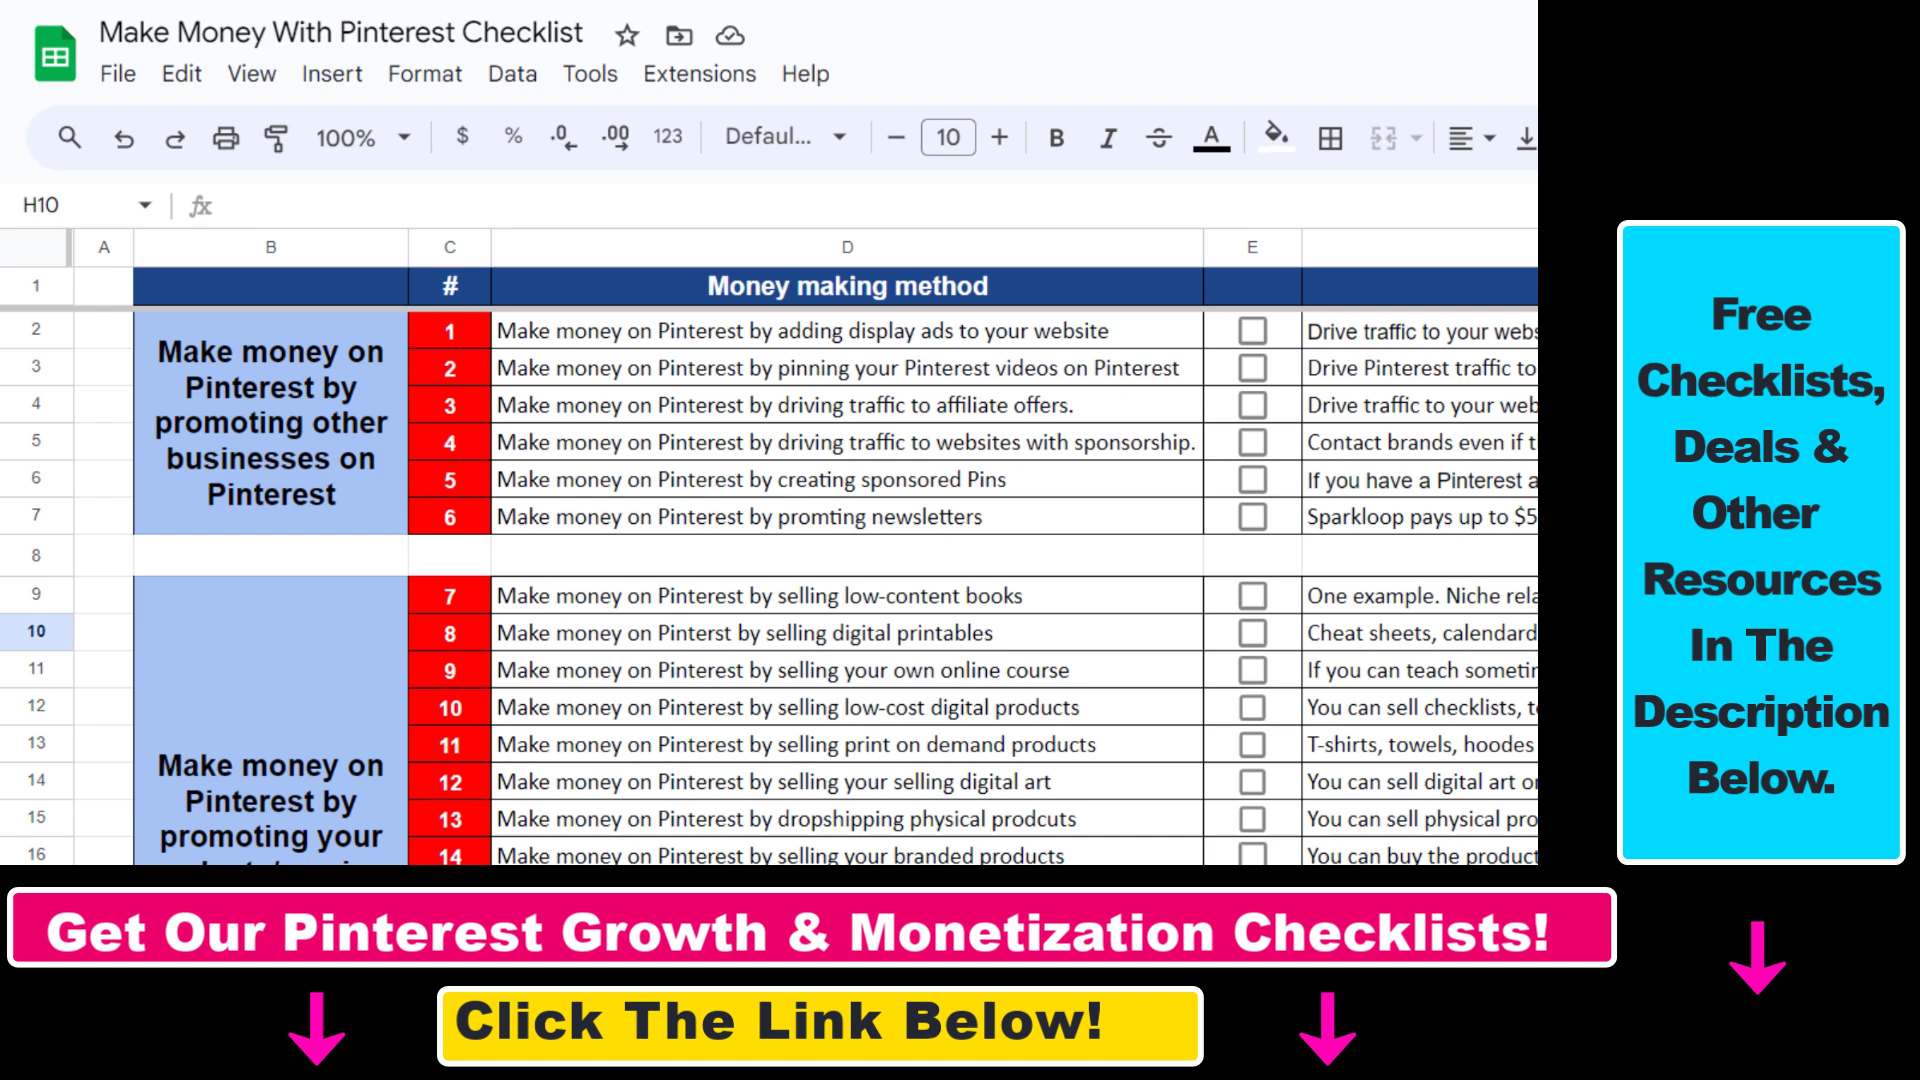 Make Money With Pinterest Checklist
File Edit View Insert Format Data Tools Extensions Help
100% $ % .0 .00 123 Defaul... 10 B I S A
H10 fx
A B C D E
1 # Money making method
Make money on Pinterest by promoting other businesses on Pinterest
2 1 Make money on Pinterest by adding display ads to your website Drive traffic to your webs
3 2 Make money on Pinterest by pinning your Pinterest videos on Pinterest Drive Pinterest traffic to
4 3 Make money on Pinterest by driving traffic to affiliate offers. Drive traffic to your web
5 4 Make money on Pinterest by driving traffic to websites with sponsorship. Contact brands even if t
6 5 Make money on Pinterest by creating sponsored Pins If you have a Pinterest a
7 6 Make money on Pinterest by promting newsletters Sparkloop pays up to $5
8
Make money on Pinterest by promoting your
9 7 Make money on Pinterest by selling low-content books One example. Niche rela
10 8 Make money on Pinterst by selling digital printables Cheat sheets, calendard
11 9 Make money on Pinterest by selling your own online course If you can teach sometin
12 10 Make money on Pinterest by selling low-cost digital products You can sell checklists, t
13 11 Make money on Pinterest by selling print on demand products T-shirts, towels, hoodes
14 12 Make money on Pinterest by selling your selling digital art You can sell digital art o
15 13 Make money on Pinterest by dropshipping physical prodcuts You can sell physical pro
16 14 Make money on Pinterest by selling your branded products You can buy the product
Free
Checklists,
Deals &
Other
Resources
In The
Description
Below.
Get Our Pinterest Growth & Monetization Checklists!
Click The Link Below!